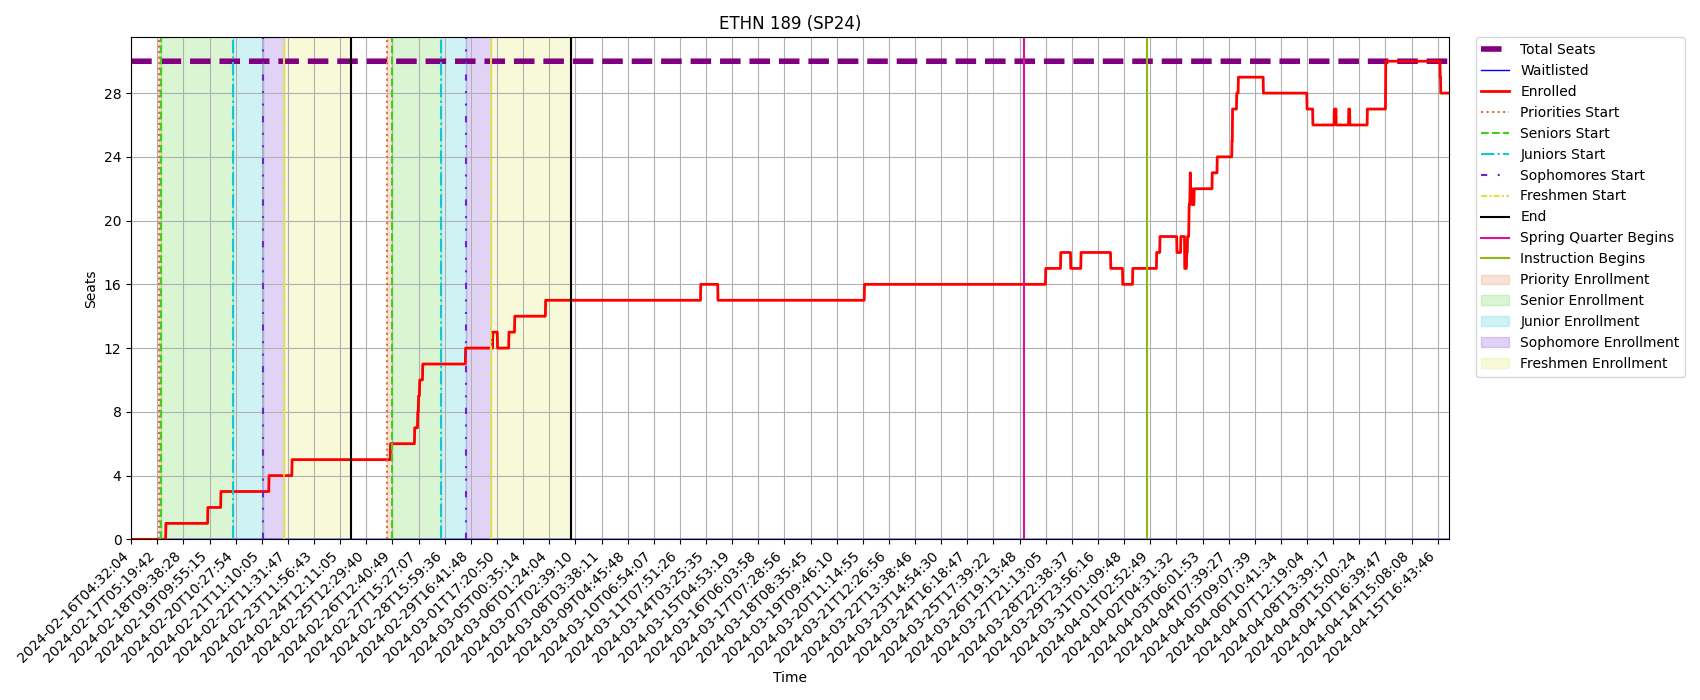 ETHN 189 (SP24)
Seats
28
24
20
16
12
8
4
0
2024-02-16T04:32:04
2024-02-17T05:19:42
2024-02-18T09:38:28
2024-02-19T09:55:15
2024-02-20T10:27:54
2024-02-21T11:10:05
2024-02-22T11:31:47
2024-02-23T11:56:43
2024-02-24T12:11:05
2024-02-25T12:29:40
2024-02-26T12:40:49
2024-02-27T15:27:07
2024-02-28T15:59:36
2024-02-29T16:41:48
2024-03-01T17:20:50
2024-03-05T00:35:14
2024-03-06T01:24:04
2024-03-07T02:39:10
2024-03-08T03:38:11
2024-03-09T04:45:48
2024-03-10T06:54:07
2024-03-11T07:51:26
2024-03-14T03:25:35
2024-03-15T04:53:19
2024-03-16T06:03:58
2024-03-17T07:28:56
2024-03-18T08:35:45
2024-03-19T09:46:10
2024-03-20T11:14:55
2024-03-21T12:26:56
2024-03-22T13:38:46
2024-03-23T14:54:30
2024-03-24T16:18:47
2024-03-25T17:39:22
2024-03-26T19:13:48
2024-03-27T21:13:05
2024-03-28T22:38:37
2024-03-29T23:56:16
2024-03-31T01:09:48
2024-04-01T02:52:49
2024-04-02T04:31:32
2024-04-03T06:01:53
2024-04-04T07:39:27
2024-04-05T09:07:39
2024-04-06T10:41:34
2024-04-07T12:19:04
2024-04-08T13:39:17
2024-04-09T15:00:24
2024-04-10T16:39:47
2024-04-14T15:08:08
2024-04-15T16:43:46
Time
Total Seats
Waitlisted
Enrolled
Priorities Start
Seniors Start
Juniors Start
Sophomores Start
Freshmen Start
End
Spring Quarter Begins
Instruction Begins
Priority Enrollment
Senior Enrollment
Junior Enrollment
Sophomore Enrollment
Freshmen Enrollment